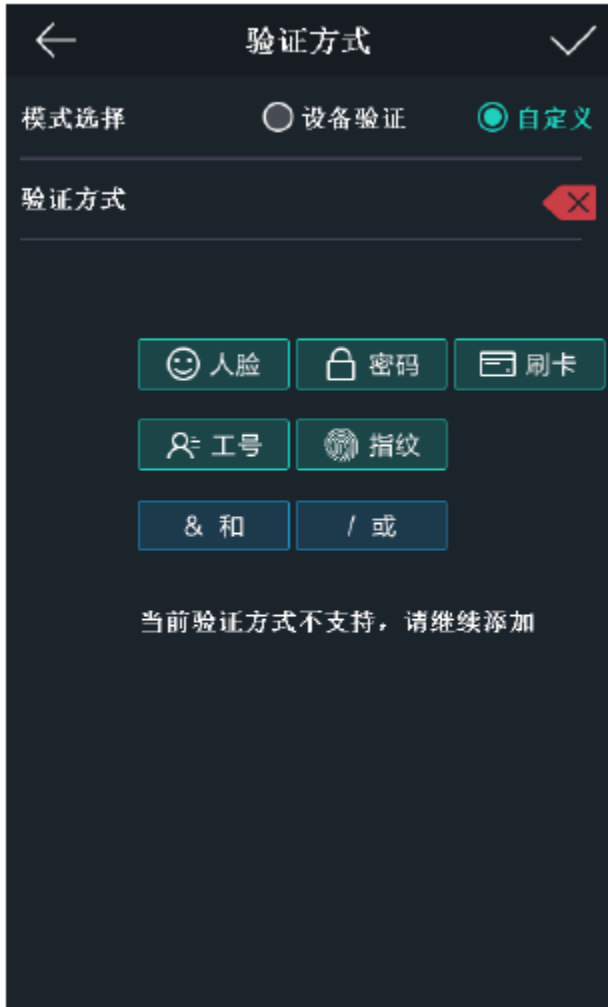 验证方式
模式选择 设备验证 自定义
验证方式
人脸 密码 刷卡
工号 指纹
& 和 / 或
当前验证方式不支持，请继续添加